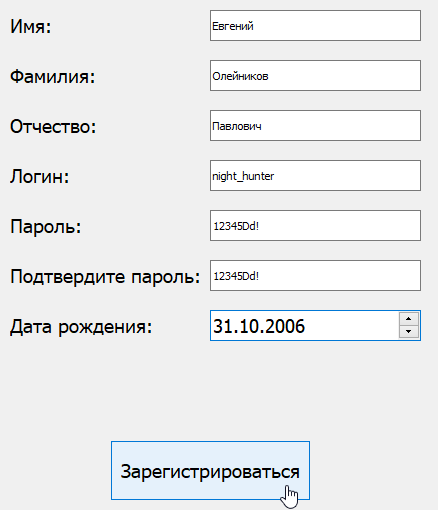 Имя: Евгений
Фамилия: Олейников
Отчество: Павлович
Логин: night_hunter
Пароль: 12345Dd!
Подтвердите пароль: 12345Dd!
Дата рождения: 31.10.2006
Зарегистрироваться